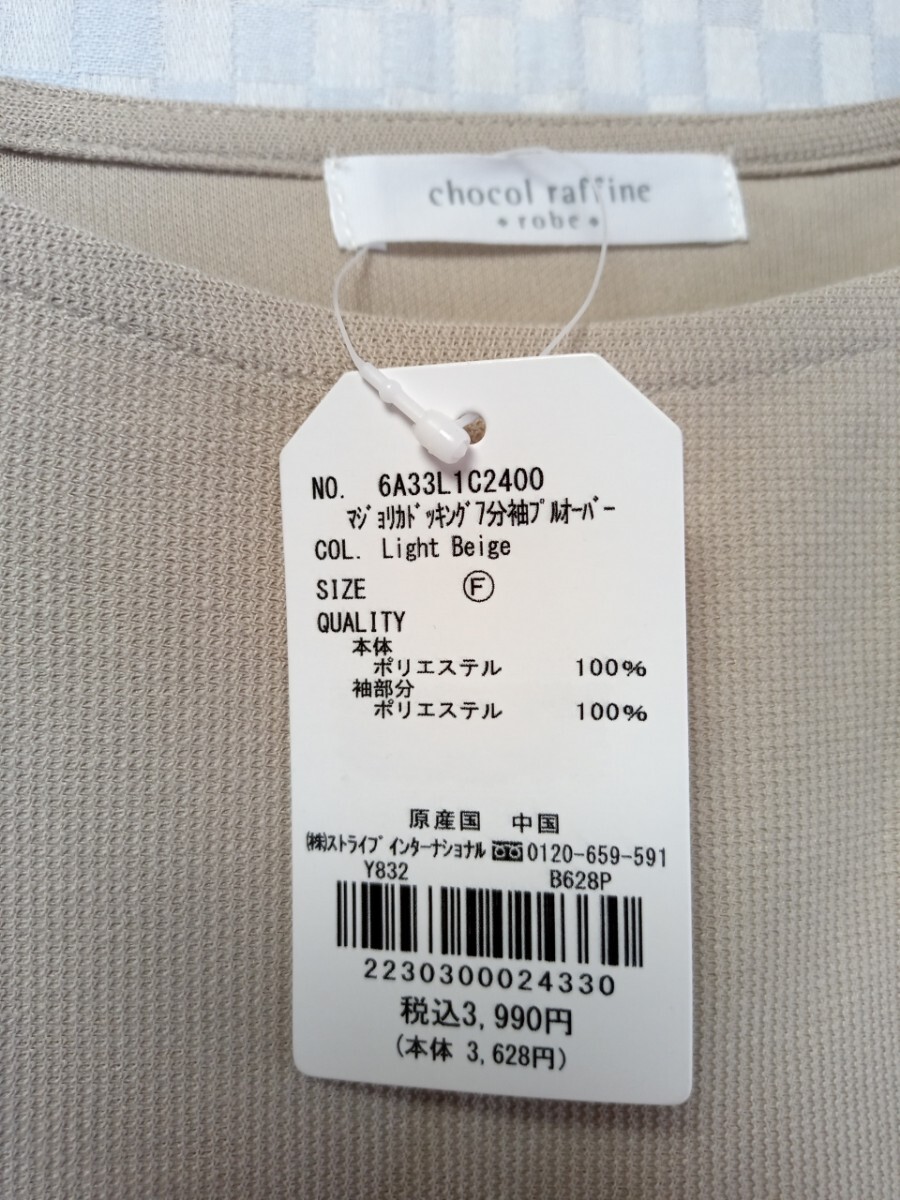 chocol raffine
• robe •
NO. 6A33L1C2400
ﾏｼﾞｮﾘｶﾄﾞｯｷﾝｸﾞ7分袖ﾌﾟﾙｵｰﾊﾞｰ
COL. Light Beige
SIZE Ⓕ
QUALITY
本体
ポリエステル 100%
袖部分
ポリエステル 100%
原産国 中国
㈱ｽﾄﾗｲﾌﾟｲﾝﾀｰﾅｼｮﾅﾙ 0120-659-591
Y832 B628P
2230300024330
税込3,990円
(本体 3,628円)